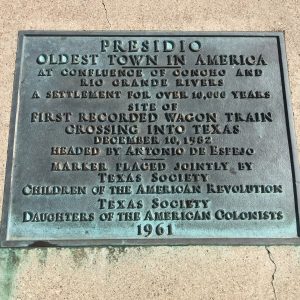 PRESIDIO
OLDEST TOWN IN AMERICA
AT CONFLUENCE OF CONCHO AND
RIO GRANDE RIVERS
A SETTLEMENT FOR OVER 10,000 YEARS
SITE OF
FIRST RECORDED WAGON TRAIN
CROSSING INTO TEXAS
DECEMBER 10, 1582
HEADED BY ANTONIO DE ESPEJO
MARKER PLACED JOINTLY BY
TEXAS SOCIETY
CHILDREN OF THE AMERICAN REVOLUTION
TEXAS SOCIETY
DAUGHTERS OF THE AMERICAN COLONISTS
1961